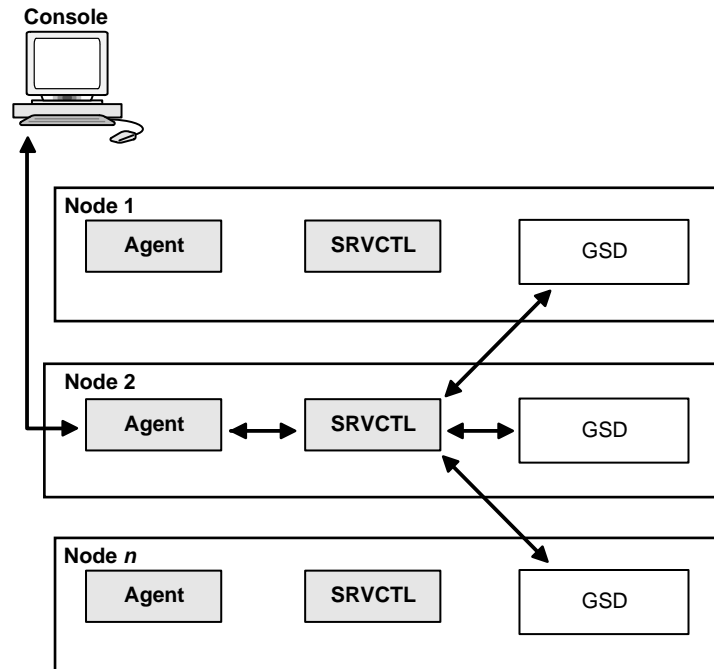 Console
Node 1
Agent
SRVCTL
GSD
Node 2
Agent
SRVCTL
GSD
Node n
Agent
SRVCTL
GSD